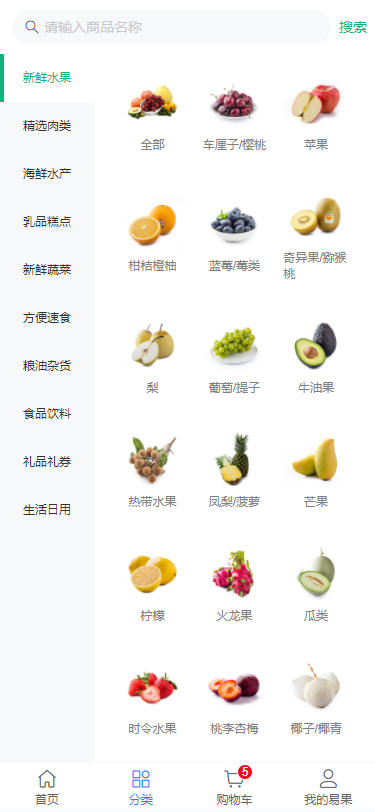 请输入商品名称
搜索
新鲜水果
精选肉类
海鲜水产
乳品糕点
新鲜蔬菜
方便速食
粮油杂货
食品饮料
礼品礼券
生活日用
全部
车厘子/樱桃
苹果
柑桔橙柚
蓝莓/莓类
奇异果/猕猴
桃
梨
葡萄/提子
牛油果
热带水果
凤梨/菠萝
芒果
柠檬
火龙果
瓜类
时令水果
桃李杏梅
椰子/椰青
首页
分类
5
购物车
我的易果